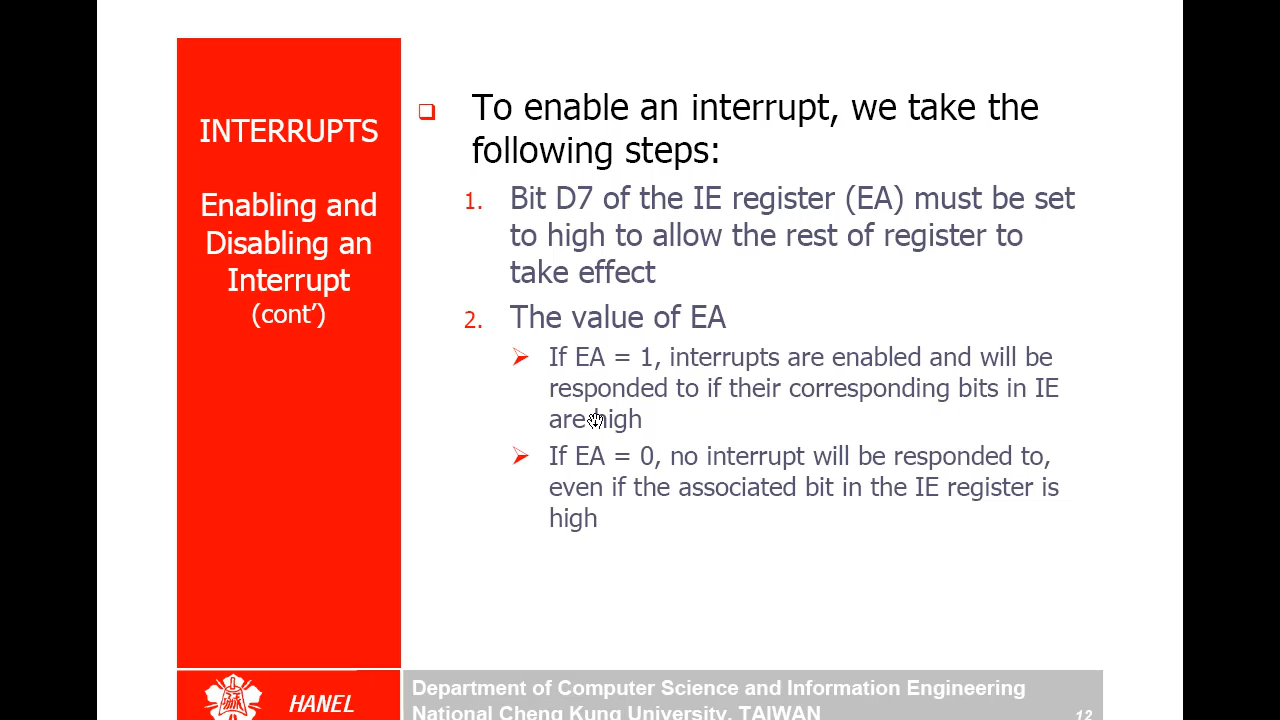 INTERRUPTS
Enabling and
Disabling an
Interrupt
(cont’)
To enable an interrupt, we take the
following steps:
1. Bit D7 of the IE register (EA) must be set
to high to allow the rest of register to
take effect
2. The value of EA
If EA = 1, interrupts are enabled and will be
responded to if their corresponding bits in IE
are high
If EA = 0, no interrupt will be responded to,
even if the associated bit in the IE register is
high
HANEL
Department of Computer Science and Information Engineering
National Cheng Kung University, TAIWAN
12